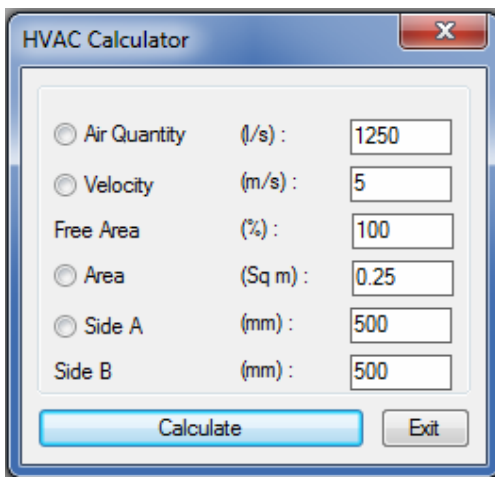 HVAC Calculator
Air Quantity (l/s) : 1250
Velocity (m/s) : 5
Free Area (%) : 100
Area (Sq m) : 0.25
Side A (mm) : 500
Side B (mm) : 500
Calculate Exit